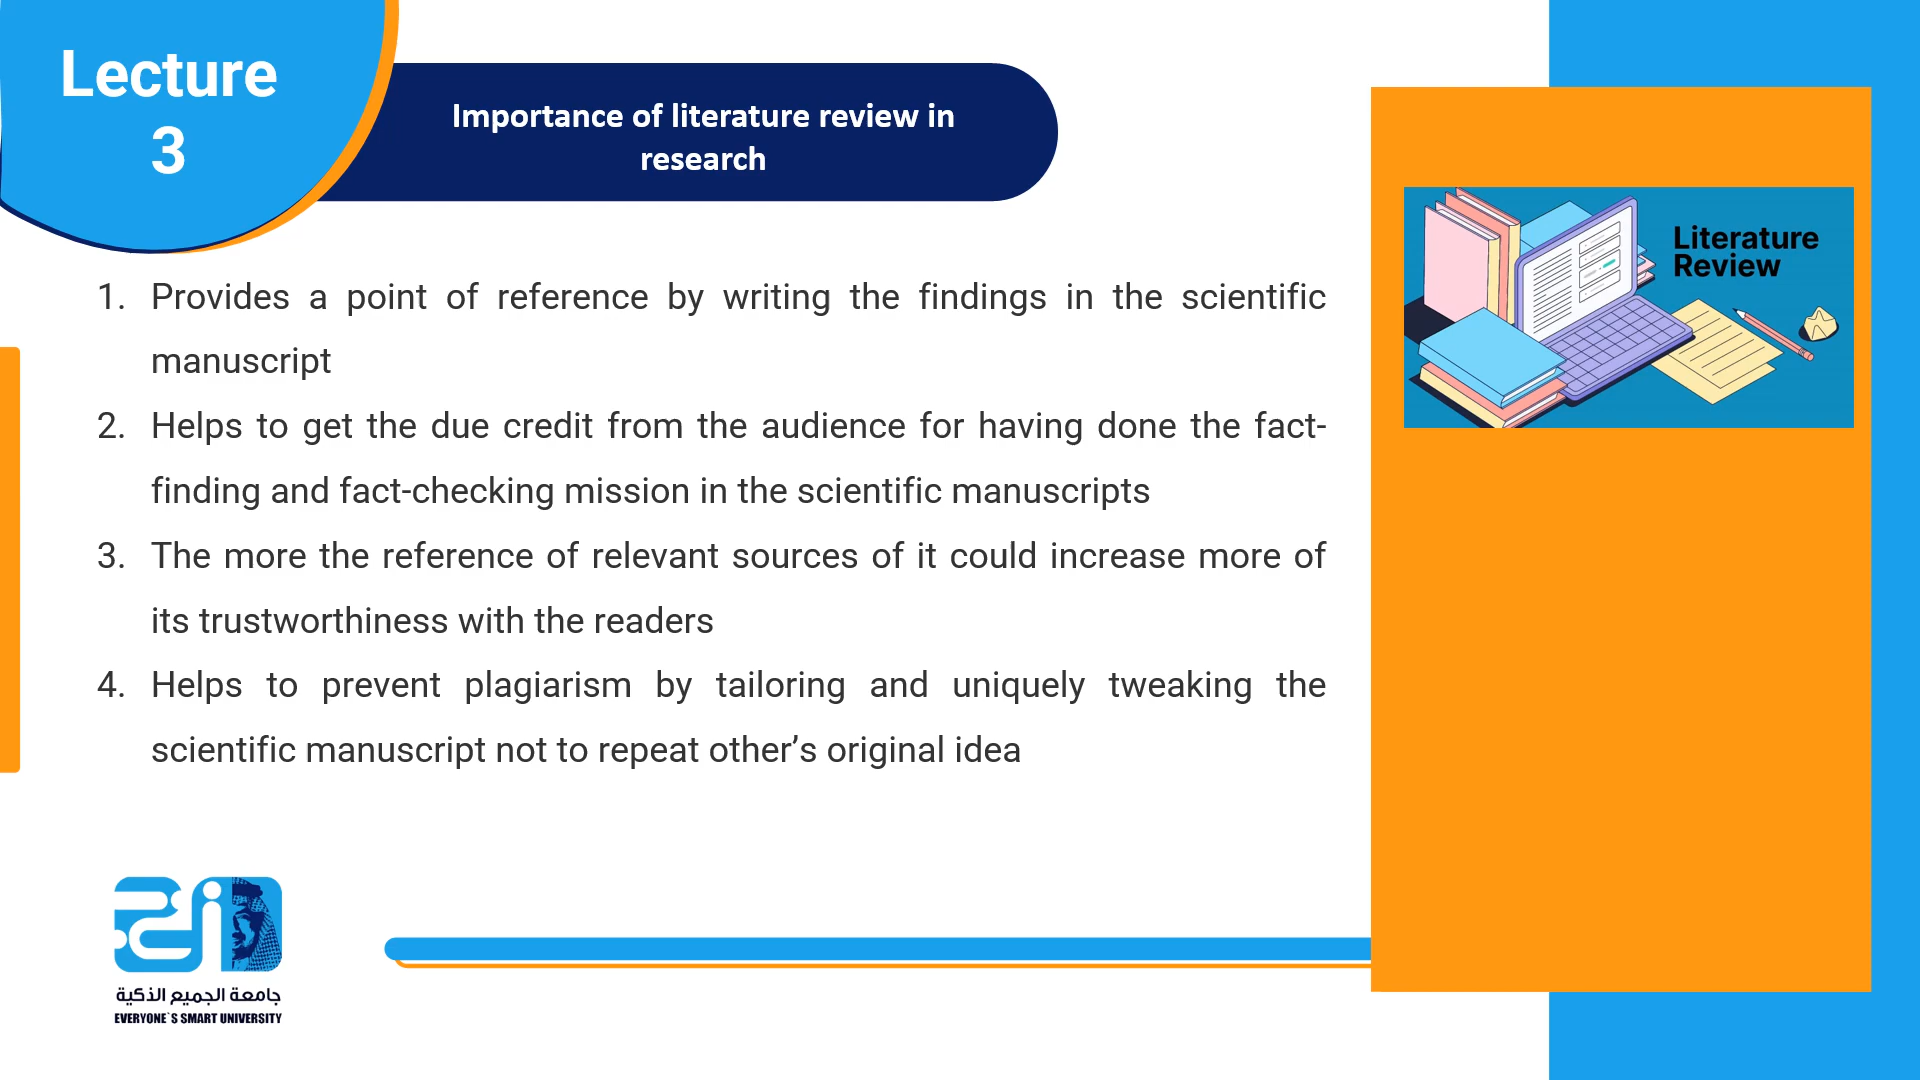 Lecture
3
Importance of literature review in
research
Literature
Review
1. Provides a point of reference by writing the findings in the scientific
manuscript
2. Helps to get the due credit from the audience for having done the fact-
finding and fact-checking mission in the scientific manuscripts
3. The more the reference of relevant sources of it could increase more of
its trustworthiness with the readers
4. Helps to prevent plagiarism by tailoring and uniquely tweaking the
scientific manuscript not to repeat other’s original idea
جامعة الجميع الذكية
EVERYONE`S SMART UNIVERSITY